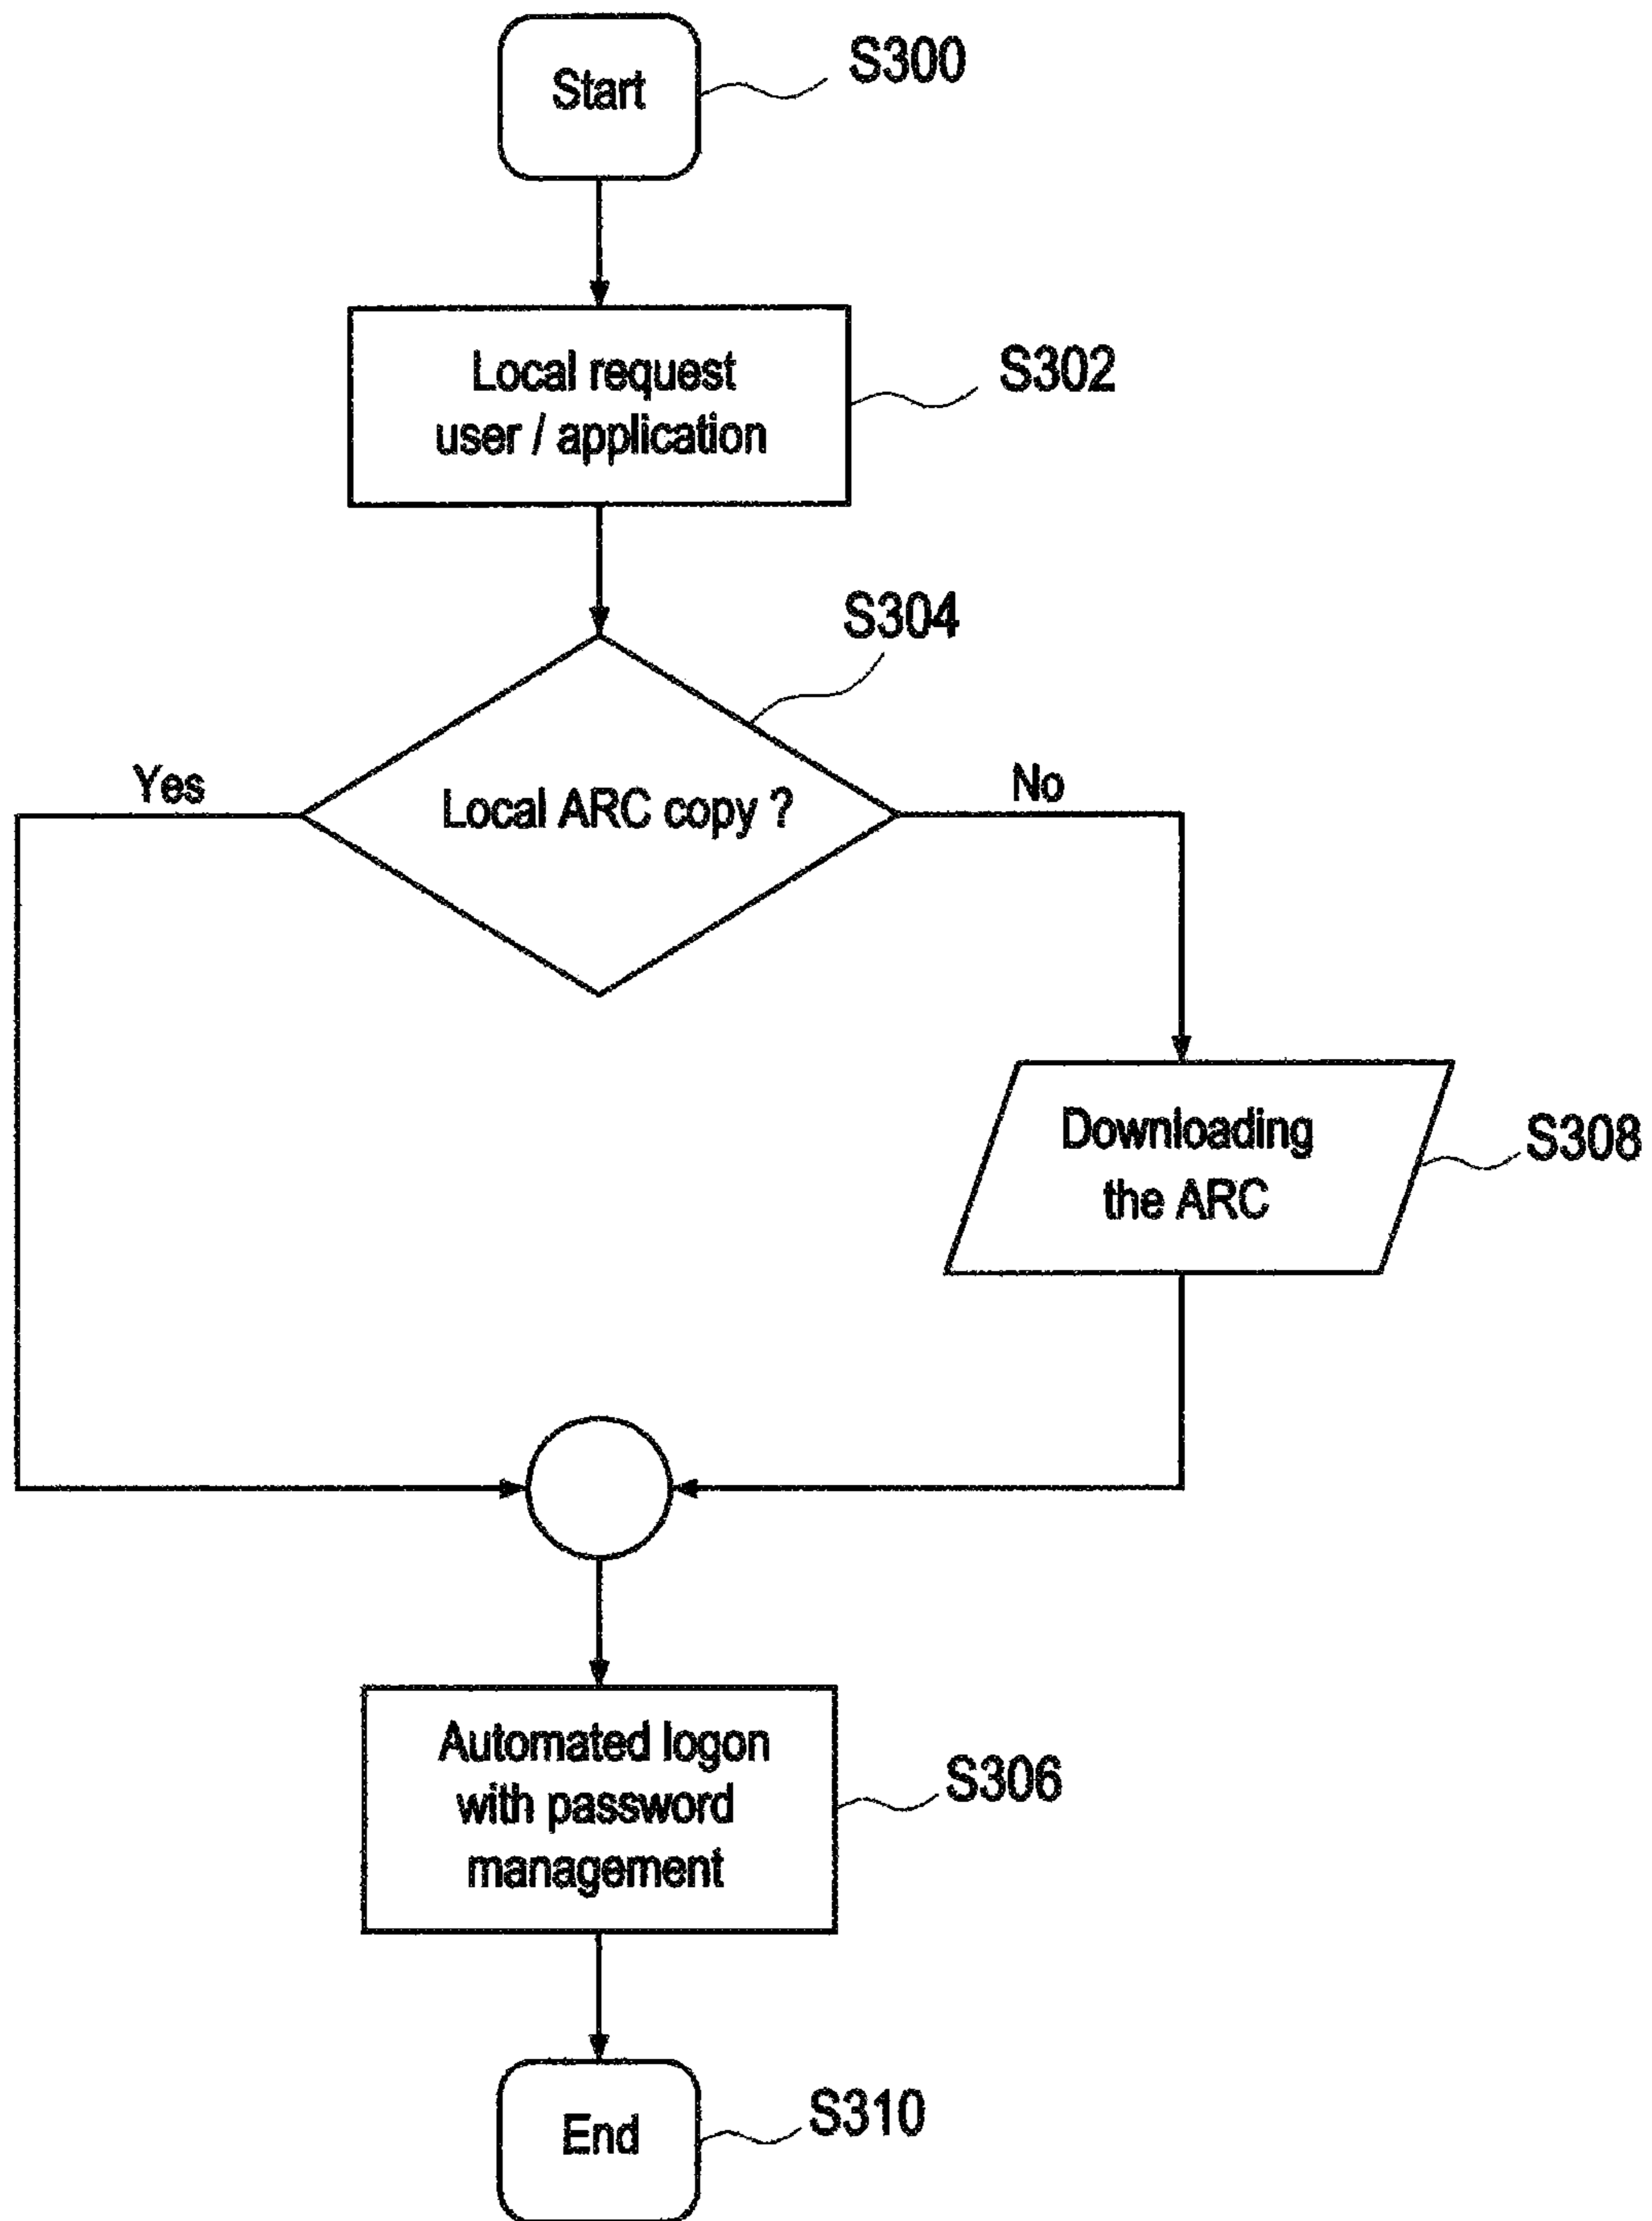 Start
S300
Local request
user / application
S302
S304
Yes
Local ARC copy ?
No
Downloading
the ARC
S308
Automated logon
with password
management
S306
End
S310